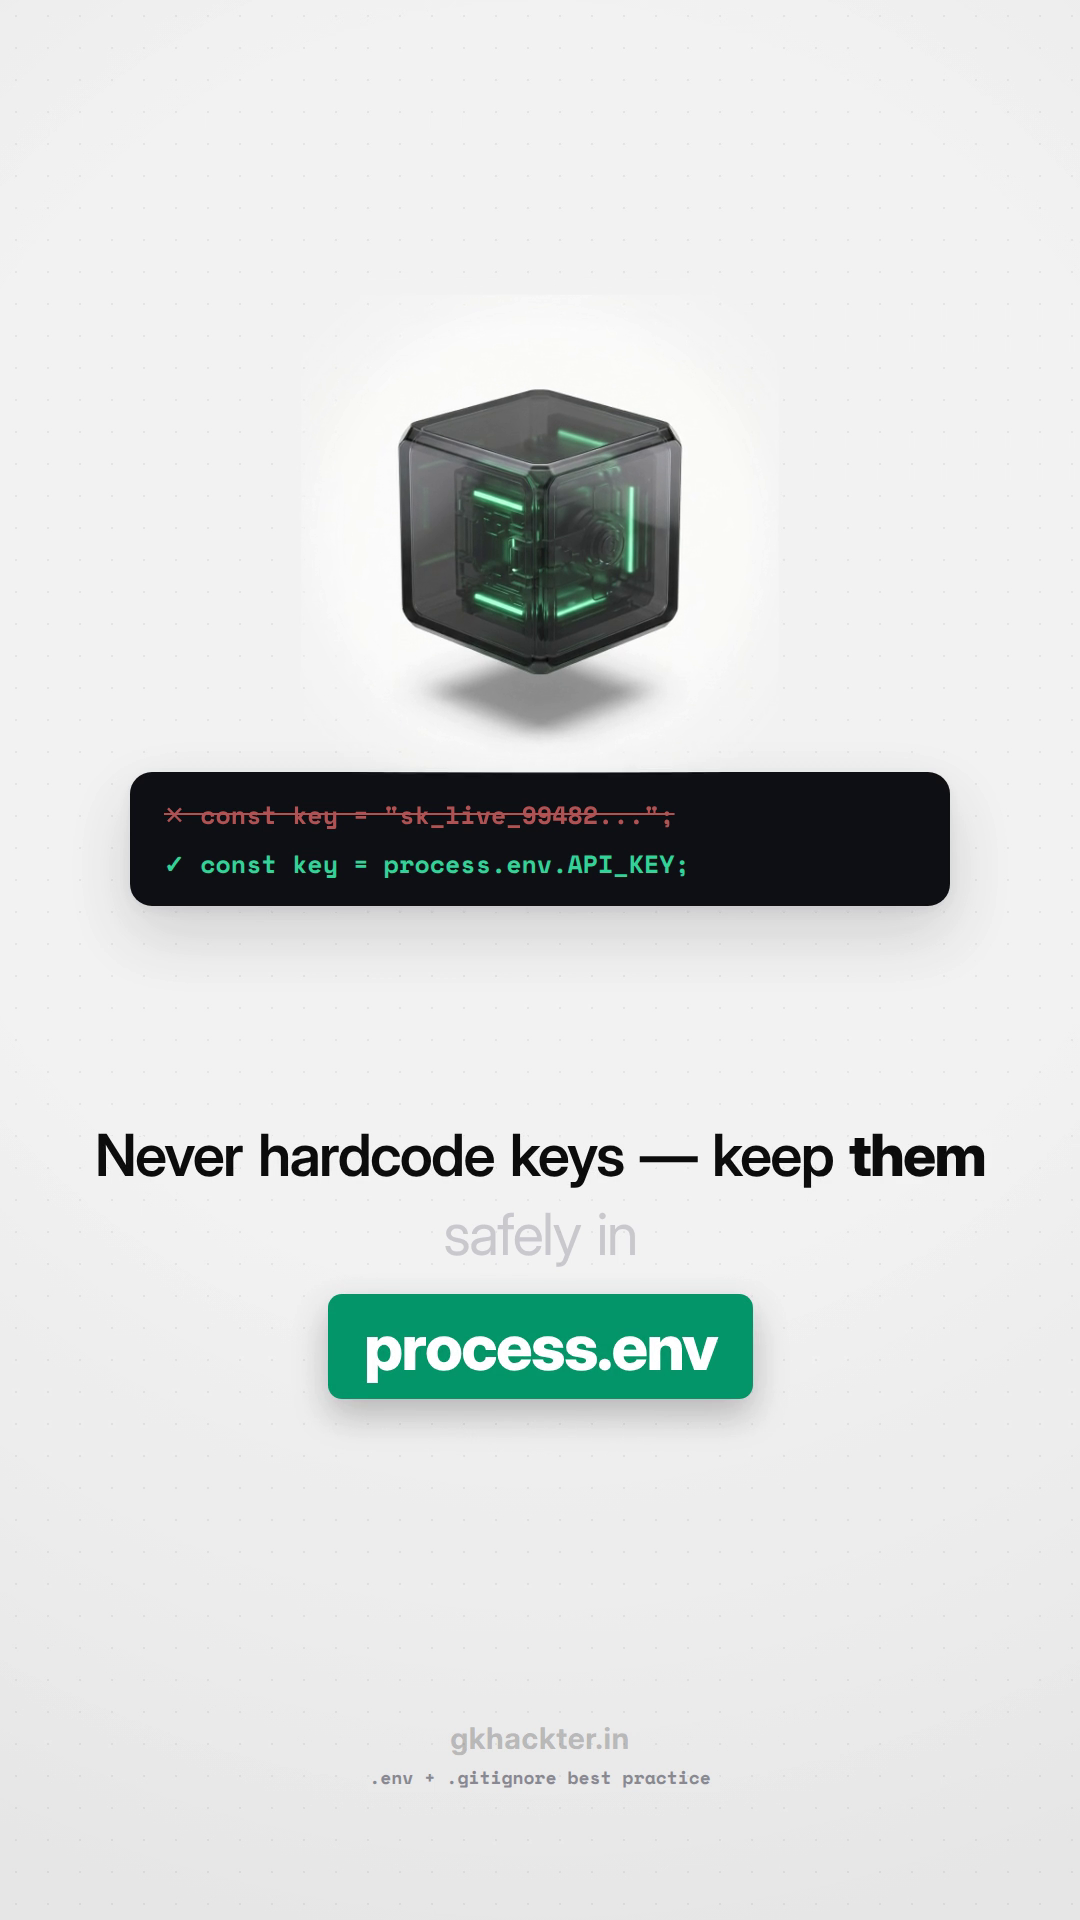 ✕ const key = "sk_live_99482...";
✓ const key = process.env.API_KEY;
Never hardcode keys — keep them
safely in
process.env
gkhackter.in
.env + .gitignore best practice